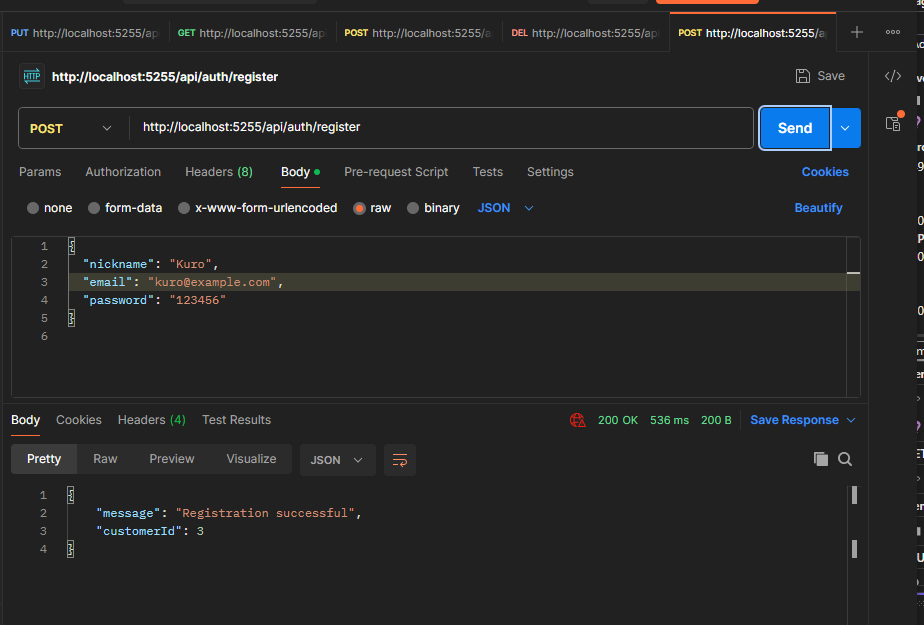 PUT http://localhost:5255/ap
GET http://localhost:5255/api
POST http://localhost:5255/a
DEL http://localhost:5255/api
POST http://localhost:5255/a
HTTP http://localhost:5255/api/auth/register
Save
POST http://localhost:5255/api/auth/register Send
Params Authorization Headers (8) Body Pre-request Script Tests Settings Cookies
none form-data x-www-form-urlencoded raw binary JSON Beautify
1 {
2 "nickname": "Kuro",
3 "email": "kuro@example.com",
4 "password": "123456"
5 }
6
Body Cookies Headers (4) Test Results 200 OK 536 ms 200 B Save Response
Pretty Raw Preview Visualize JSON
1 {
2 "message": "Registration successful",
3 "customerId": 3
4 }